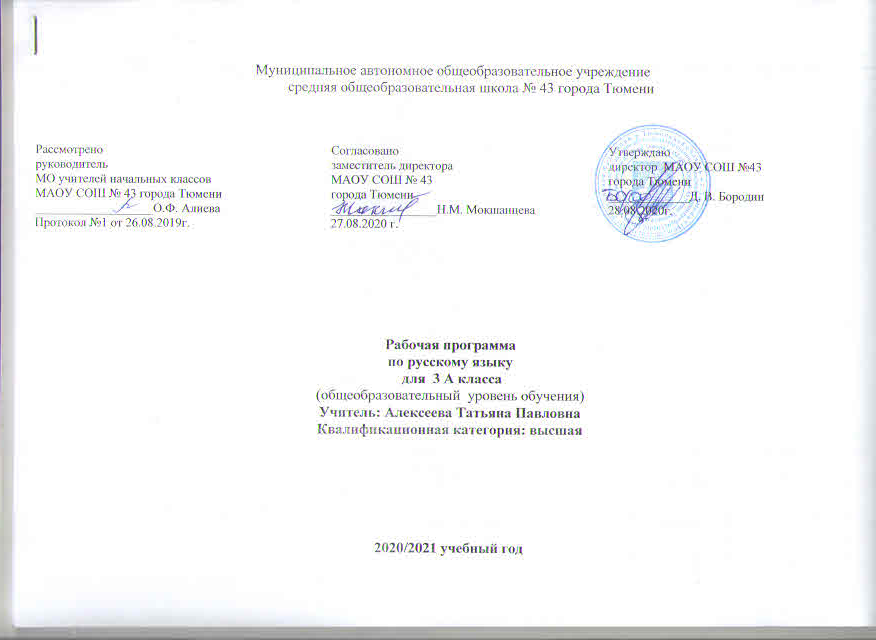 Муниципальное автономное общеобразовательное учреждение
средняя общеобразовательная школа № 43 города Тюмени
Рассмотрено
руководитель
МО учителей начальных классов
МАОУ СОШ № 43 города Тюмени
О.Ф. Алиева
Протокол №1 от 26.08.2019г.
Согласовано
заместитель директора
МАОУ СОШ № 43
города Тюмени
Н.М. Мокшанцева
27.08.2020 г.
Утверждаю
директор МАОУ СОШ №43
города Тюмени
Д. В. Бородин
28.08.2020г.
Рабочая программа
по русскому языку
для 3 А класса
(общеобразовательный уровень обучения)
Учитель: Алексеева Татьяна Павловна
Квалификационная категория: высшая
2020/2021 учебный год